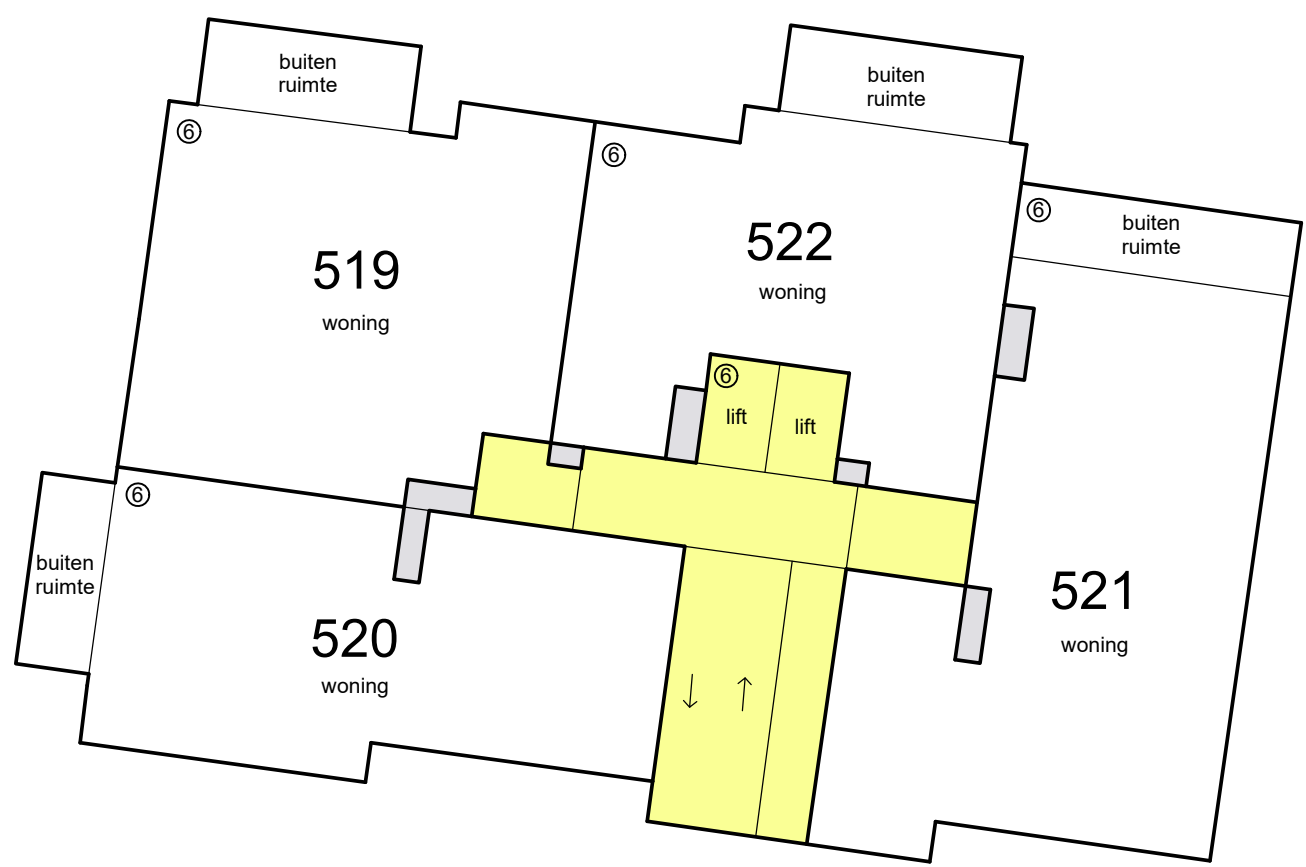 buiten
ruimte
buiten
ruimte
⑥
⑥
⑥
buiten
ruimte
519
woning
522
woning
⑥
lift
lift
⑥
buiten
ruimte
520
woning
521
woning
↓ ↑